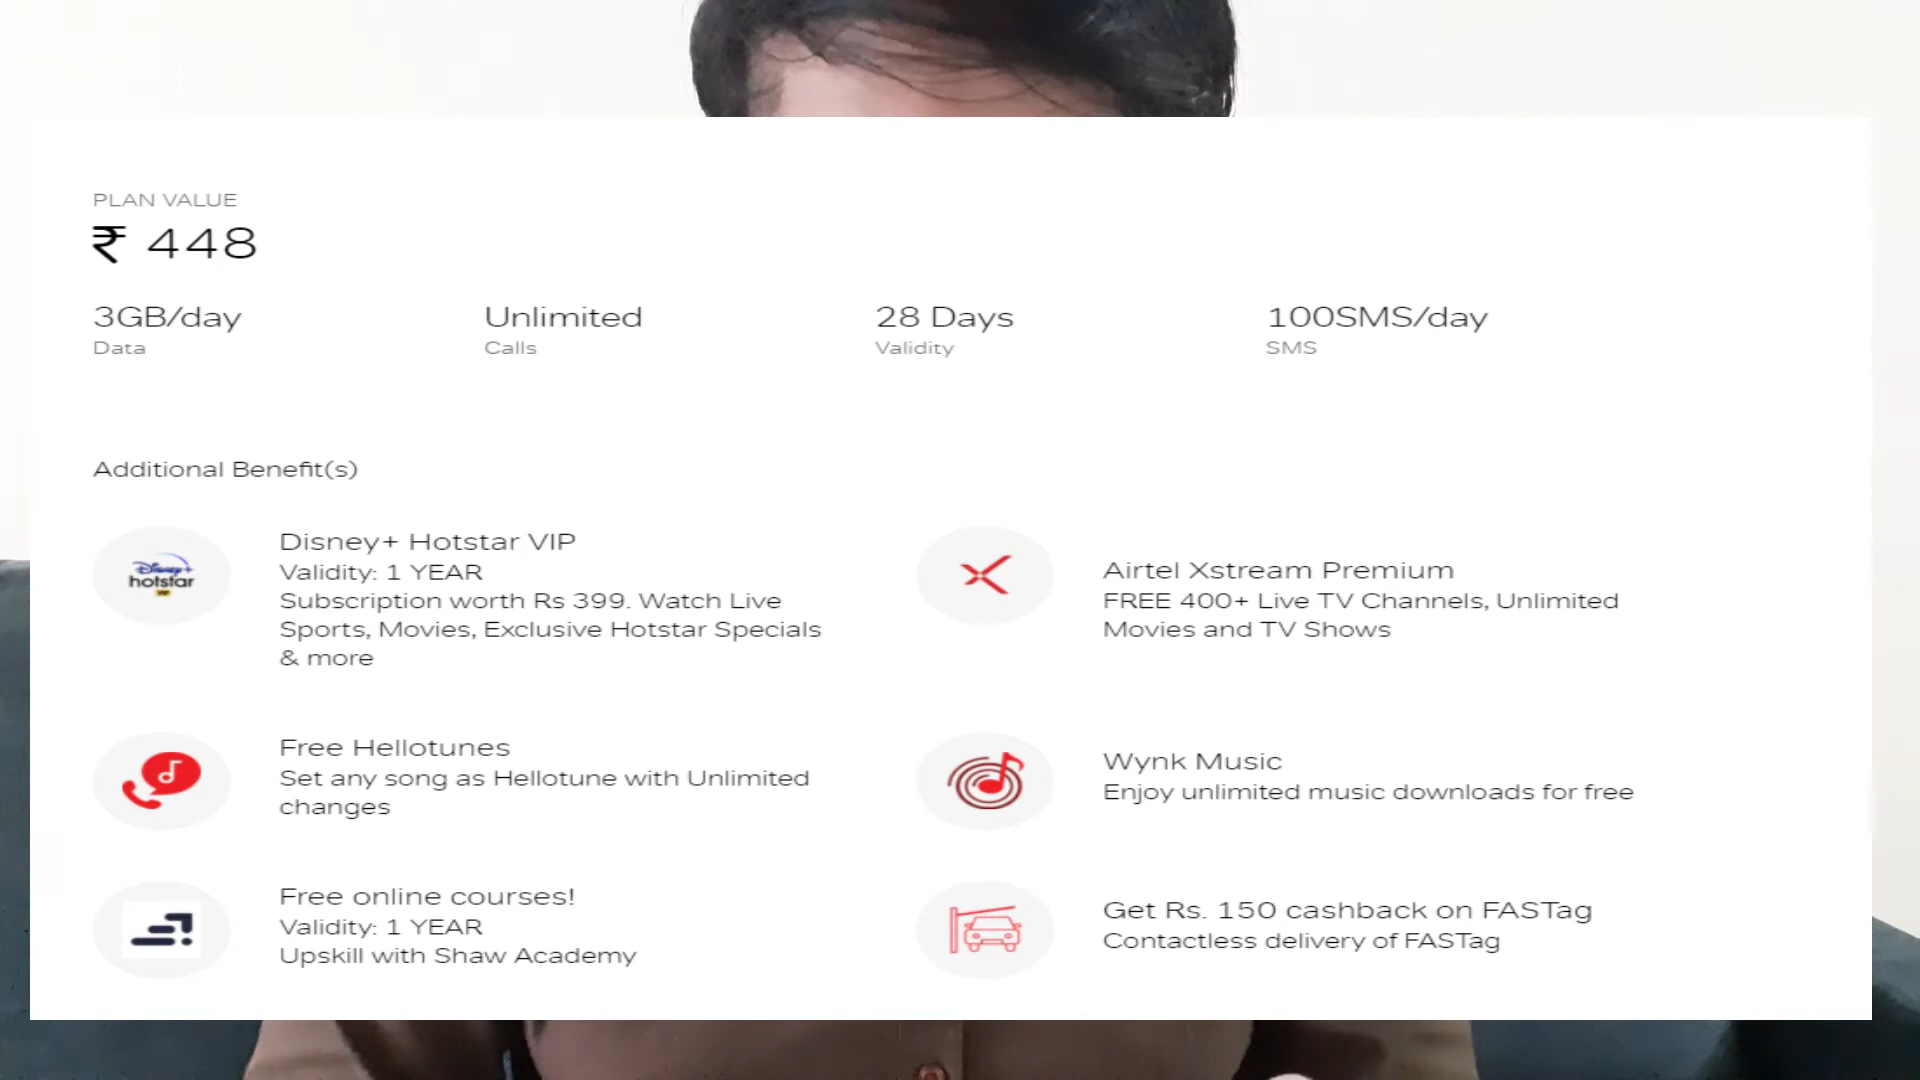 PLAN VALUE
₹ 448
3GB/day
Data
Unlimited
Calls
28 Days
Validity
100SMS/day
SMS
Additional Benefit(s)
Disney+
hotstar
VIP
Disney+ Hotstar VIP
Validity: 1 YEAR
Subscription worth Rs 399. Watch Live
Sports, Movies, Exclusive Hotstar Specials
& more
Airtel Xstream Premium
FREE 400+ Live TV Channels, Unlimited
Movies and TV Shows
Free Hellotunes
Set any song as Hellotune with Unlimited
changes
Wynk Music
Enjoy unlimited music downloads for free
Free online courses!
Validity: 1 YEAR
Upskill with Shaw Academy
Get Rs. 150 cashback on FASTag
Contactless delivery of FASTag